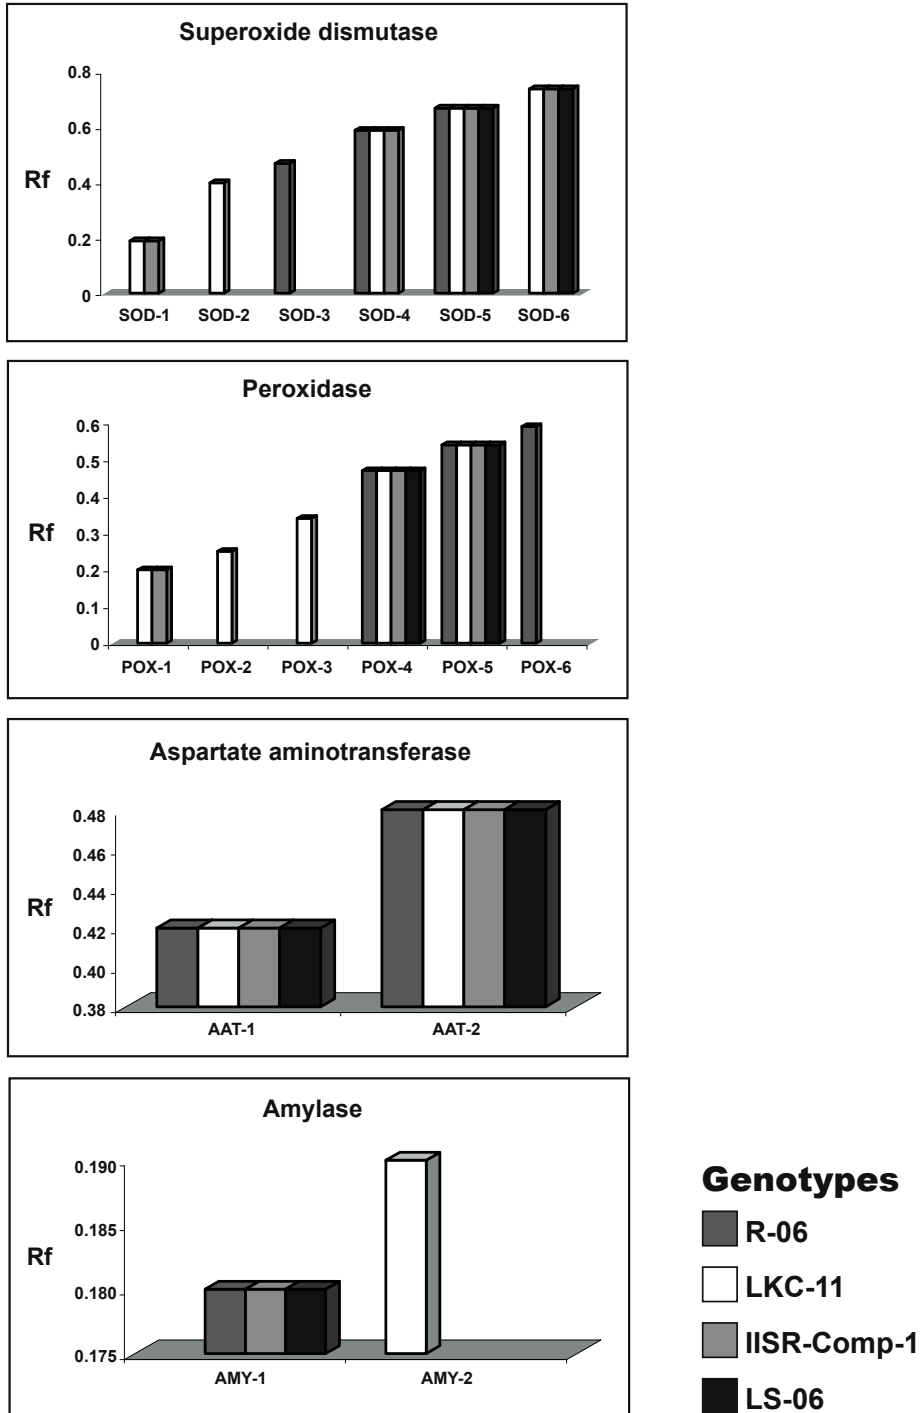 Superoxide dismutase
0.8
0.6
Rf
0.4
0.2
0
SOD-1 SOD-2 SOD-3 SOD-4 SOD-5 SOD-6
Peroxidase
0.6
0.5
0.4
Rf
0.3
0.2
0.1
0
POX-1 POX-2 POX-3 POX-4 POX-5 POX-6
Aspartate aminotransferase
0.48
0.46
0.44
Rf
0.42
0.40
0.38
AAT-1 AAT-2
Amylase
0.190
0.185
Rf
0.180
0.175
AMY-1 AMY-2
Genotypes
R-06
LKC-11
IISR-Comp-1
LS-06